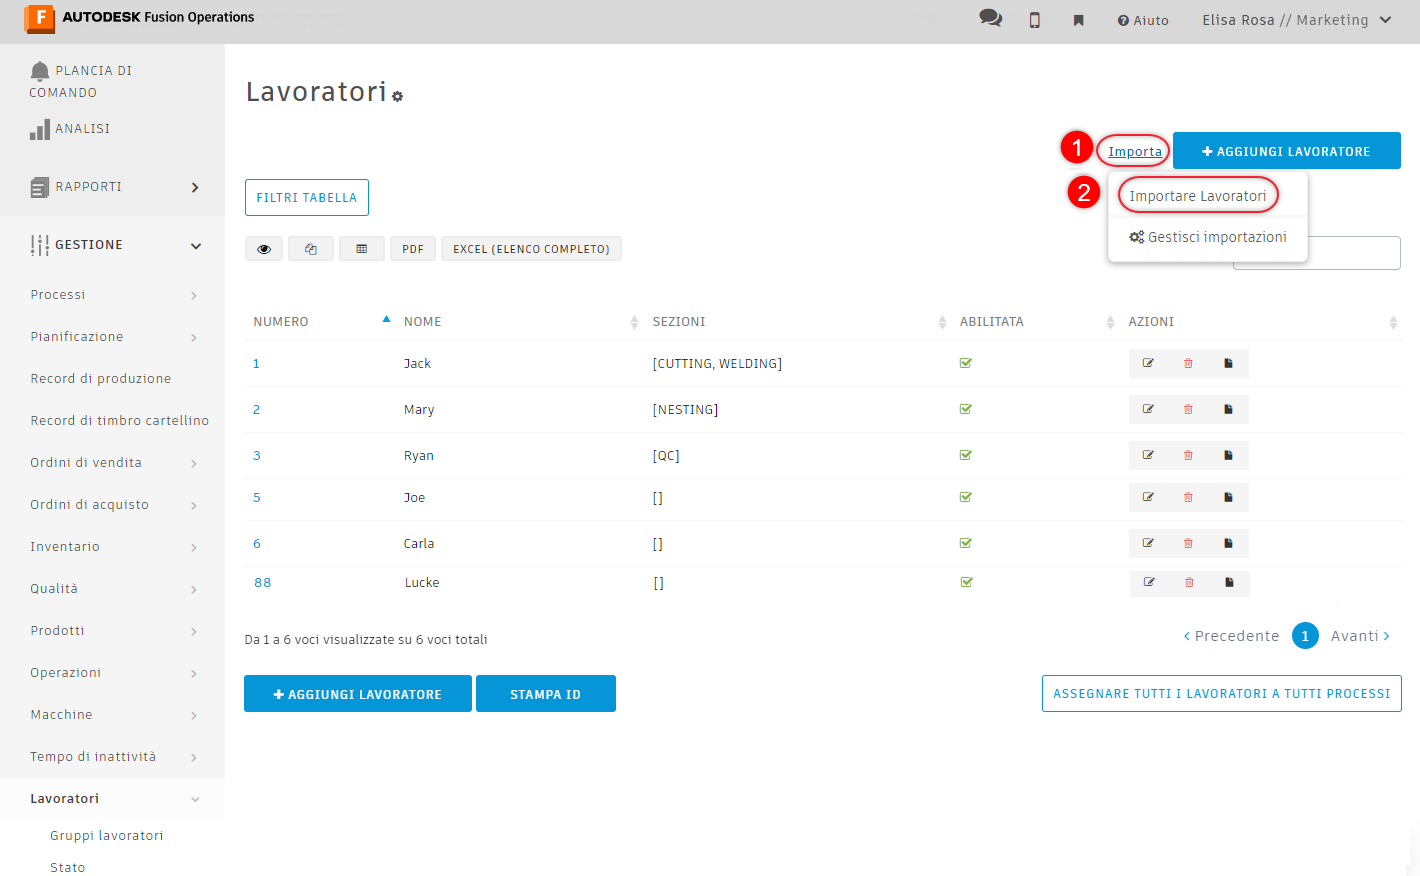 AUTODESK Fusion Operations
Aiuto
Elisa Rosa // Marketing
PLANCIA DI
COMANDO
ANALISI
RAPPORTI
GESTIONE
Processi
Pianificazione
Record di produzione
Record di timbro cartellino
Ordini di vendita
Ordini di acquisto
Inventario
Qualità
Prodotti
Operazioni
Macchine
Tempo di inattività
Lavoratori
Gruppi lavoratori
Stato
Lavoratori
1 Importa
+ AGGIUNGI LAVORATORE
2 Importare Lavoratori
Gestisci importazioni
FILTRI TABELLA
PDF EXCEL (ELENCO COMPLETO)
NUMERO NOME SEZIONI ABILITATA AZIONI
1 Jack [CUTTING, WELDING]
2 Mary [NESTING]
3 Ryan [QC]
5 Joe []
6 Carla []
88 Lucke []
Da 1 a 6 voci visualizzate su 6 voci totali
< Precedente 1 Avanti >
+ AGGIUNGI LAVORATORE STAMPA ID
ASSEGNARE TUTTI I LAVORATORI A TUTTI PROCESSI